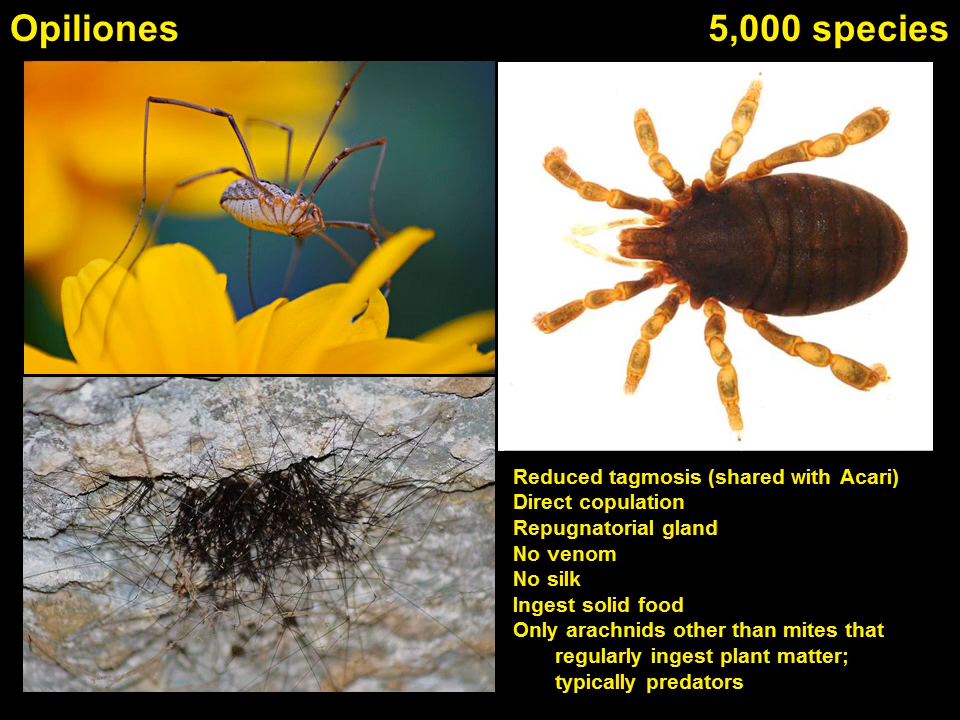 Opiliones 5,000 species
Reduced tagmosis (shared with Acari)
Direct copulation
Repugnatorial gland
No venom
No silk
Ingest solid food
Only arachnids other than mites that
regularly ingest plant matter;
typically predators